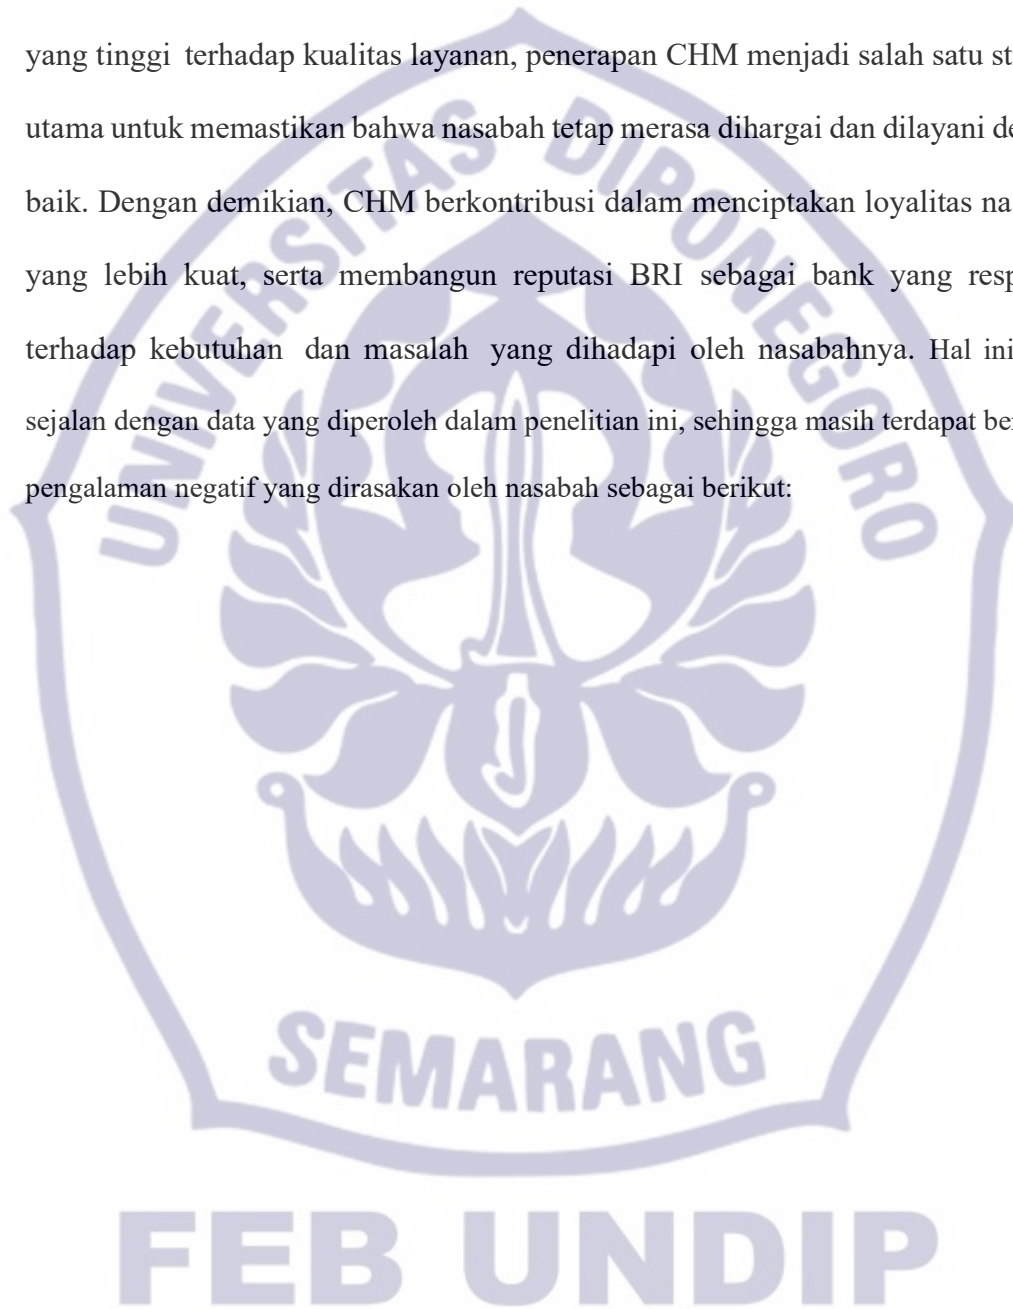 yang tinggi terhadap kualitas layanan, penerapan CHM menjadi salah satu st
utama untuk memastikan bahwa nasabah tetap merasa dihargai dan dilayani de
baik. Dengan demikian, CHM berkontribusi dalam menciptakan loyalitas na
yang lebih kuat, serta membangun reputasi BRI sebagai bank yang resp
terhadap kebutuhan dan masalah yang dihadapi oleh nasabahnya. Hal ini
sejalan dengan data yang diperoleh dalam penelitian ini, sehingga masih terdapat be
pengalaman negatif yang dirasakan oleh nasabah sebagai berikut:
UNIVERSITAS DIPONEGORO
SEMARANG
FEB UNDIP